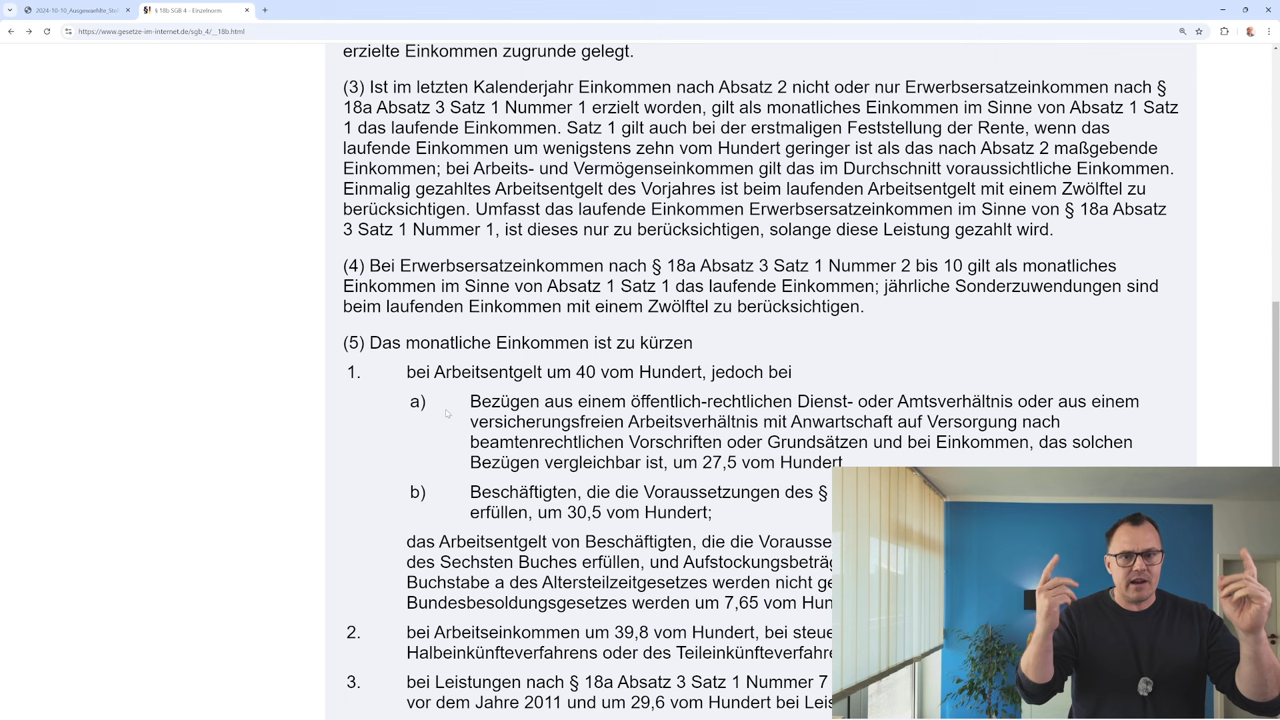 2024-10-10_Ausgewaehlte_Sta
§ 18b SGB 4 - Einzelnorm
https://www.gesetze-im-internet.de/sgb_4/__18b.html
erzielte Einkommen zugrunde gelegt.
(3) Ist im letzten Kalenderjahr Einkommen nach Absatz 2 nicht oder nur Erwerbsersatzeinkommen nach §
18a Absatz 3 Satz 1 Nummer 1 erzielt worden, gilt als monatliches Einkommen im Sinne von Absatz 1 Satz
1 das laufende Einkommen. Satz 1 gilt auch bei der erstmaligen Feststellung der Rente, wenn das
laufende Einkommen um wenigstens zehn vom Hundert geringer ist als das nach Absatz 2 maßgebende
Einkommen; bei Arbeits- und Vermögenseinkommen gilt das im Durchschnitt voraussichtliche Einkommen.
Einmalig gezahltes Arbeitsentgelt des Vorjahres ist beim laufenden Arbeitsentgelt mit einem Zwölftel zu
berücksichtigen. Umfasst das laufende Einkommen Erwerbsersatzeinkommen im Sinne von § 18a Absatz
3 Satz 1 Nummer 1, ist dieses nur zu berücksichtigen, solange diese Leistung gezahlt wird.
(4) Bei Erwerbsersatzeinkommen nach § 18a Absatz 3 Satz 1 Nummer 2 bis 10 gilt als monatliches
Einkommen im Sinne von Absatz 1 Satz 1 das laufende Einkommen; jährliche Sonderzuwendungen sind
beim laufenden Einkommen mit einem Zwölftel zu berücksichtigen.
(5) Das monatliche Einkommen ist zu kürzen
1. bei Arbeitsentgelt um 40 vom Hundert, jedoch bei
a) Bezügen aus einem öffentlich-rechtlichen Dienst- oder Amtsverhältnis oder aus einem
versicherungsfreien Arbeitsverhältnis mit Anwartschaft auf Versorgung nach
beamtenrechtlichen Vorschriften oder Grundsätzen und bei Einkommen, das solchen
Bezügen vergleichbar ist, um 27,5 vom Hundert
b) Beschäftigten, die die Voraussetzungen des §
erfüllen, um 30,5 vom Hundert;
das Arbeitsentgelt von Beschäftigten, die die Vorausse
des Sechsten Buches erfüllen, und Aufstockungsbeträg
Buchstabe a des Altersteilzeitgesetzes werden nicht ge
Bundesbesoldungsgesetzes werden um 7,65 vom Hun
2. bei Arbeitseinkommen um 39,8 vom Hundert, bei steue
Halbeinkünfteverfahrens oder des Teileinkünfteverfahre
3. bei Leistungen nach § 18a Absatz 3 Satz 1 Nummer 7
vor dem Jahre 2011 und um 29,6 vom Hundert bei Leis